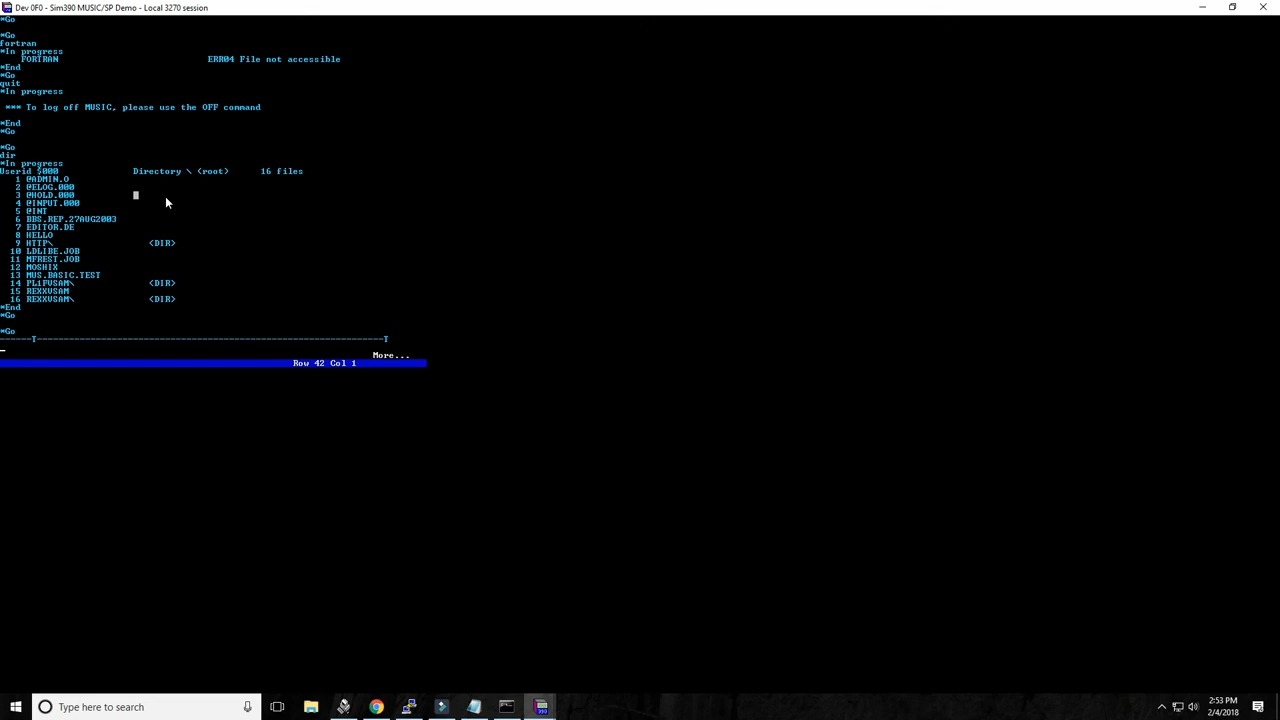 Dev 0F0 - Sim390 MUSIC/SP Demo - Local 3270 session
*Go
*Go
fortran
*In progress
FORTRAN ERR04 File not accessible
*End
*Go
quit
*In progress
*** To log off MUSIC, please use the OFF command
*End
*Go
*Go
dir
*In progress
Userid $000 Directory \ (root) 16 files
1 @ADMIN.O
2 @ELOG.000
3 @HOLD.000
4 @INPUT.000
5 @INT
6 BBS.REP.27AUG2003
7 EDITOR.DE
8 HELLO
9 HTTP\ <DIR>
10 LDLIBE.JOB
11 MFREST.JOB
12 MOSHIX
13 MUS.BASIC.TEST
14 PL1FVSAM\ <DIR>
15 REXXVSAM
16 REXXVSAM\ <DIR>
*End
*Go
*Go
------T------------------------------------------------------------------T
More...
Row 42 Col 1
Type here to search
2:53 PM
2/4/2018